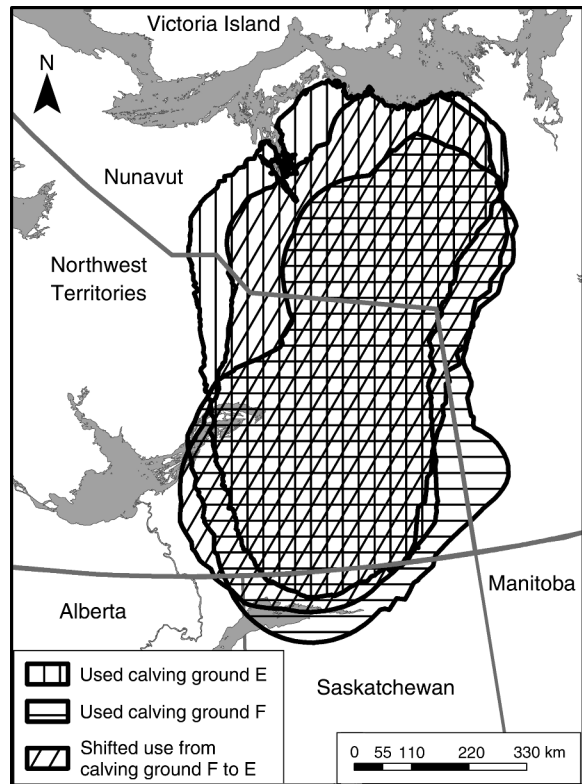 Victoria Island
N
Nunavut
Northwest
Territories
Manitoba
Alberta
Saskatchewan
Used calving ground E
Used calving ground F
Shifted use from
calving ground F to E
0 55 110 220 330 km